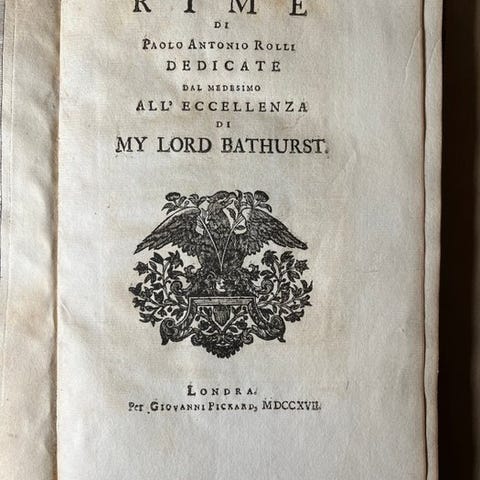 RIME
DI
PAOLO ANTONIO ROLLI
DEDICATE
DAL MEDESIMO
ALL' ECCELLENZA
DI
MY LORD BATHURST.
LONDRA.
Per GIOVANNI PICKARD, MDCCXVII.